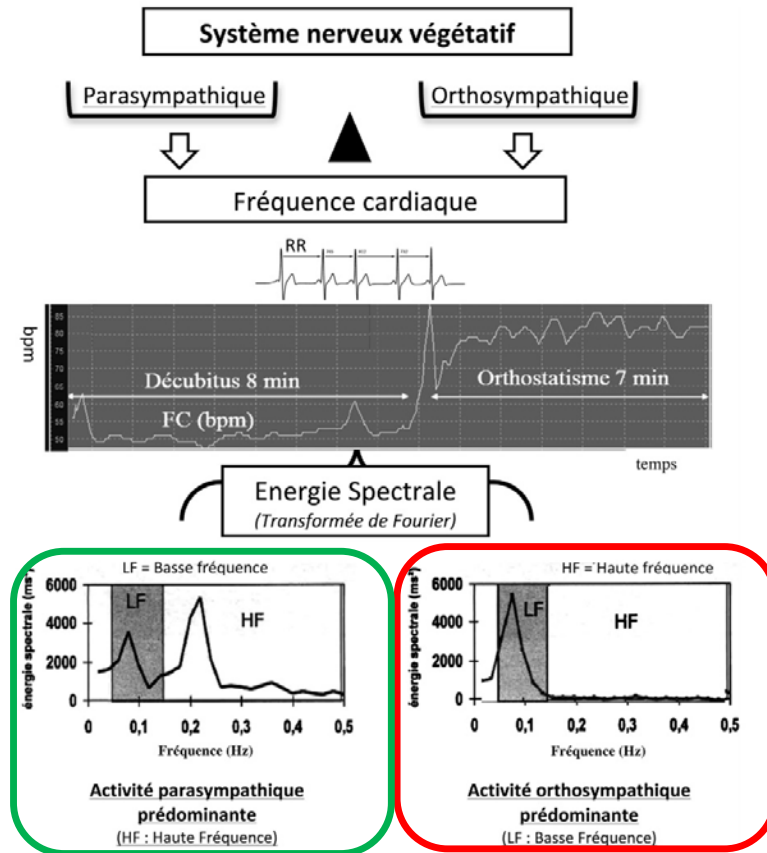 Système nerveux végétatif
Parasympathique
Orthosympathique
Fréquence cardiaque
RR
bpm
85
80
75
70
65
60
55
50
Décubitus 8 min
Orthostatisme 7 min
FC (bpm)
temps
Energie Spectrale
(Transformée de Fourier)
LF = Basse fréquence
énergie spectrale (ms²)
6000
4000
2000
0
LF
HF
0
0,1
0,2
0,3
0,4
0,5
Fréquence (Hz)
Activité parasympathique
prédominante
(HF : Haute Fréquence)
HF = Haute fréquence
énergie spectrale (ms²)
6000
4000
2000
0
LF
HF
0
0,1
0,2
0,3
0,4
0,5
Fréquence (Hz)
Activité orthosympathique
prédominante
(LF : Basse Fréquence)